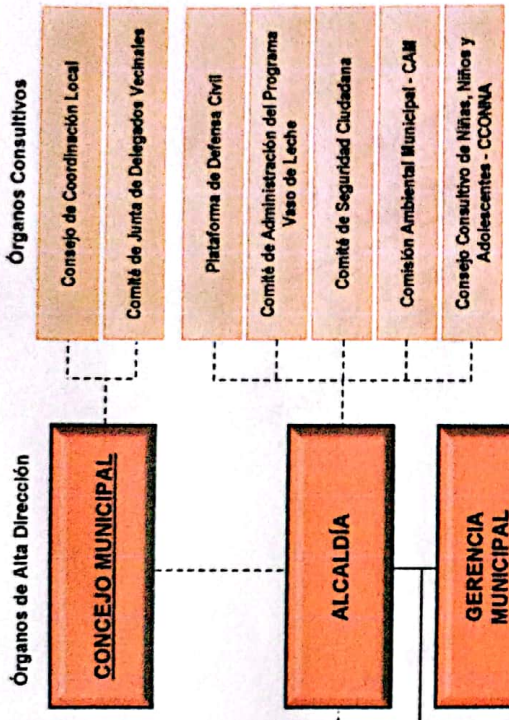 Órganos Consultivos
Consejo de Coordinación Local
Comité de Junta de Delegados Vecinales
Plataforma de Defensa Civil
Comité de Administración del Programa
Vaso de Leche
Comité de Seguridad Ciudadana
Comisión Ambiental Municipal - CAM
Consejo Consultivo de Niñas, Niños y
Adolescentes - CCONNA
Órganos de Alta Dirección
CONCEJO MUNICIPAL
ALCALDÍA
GERENCIA
MUNICIPAL